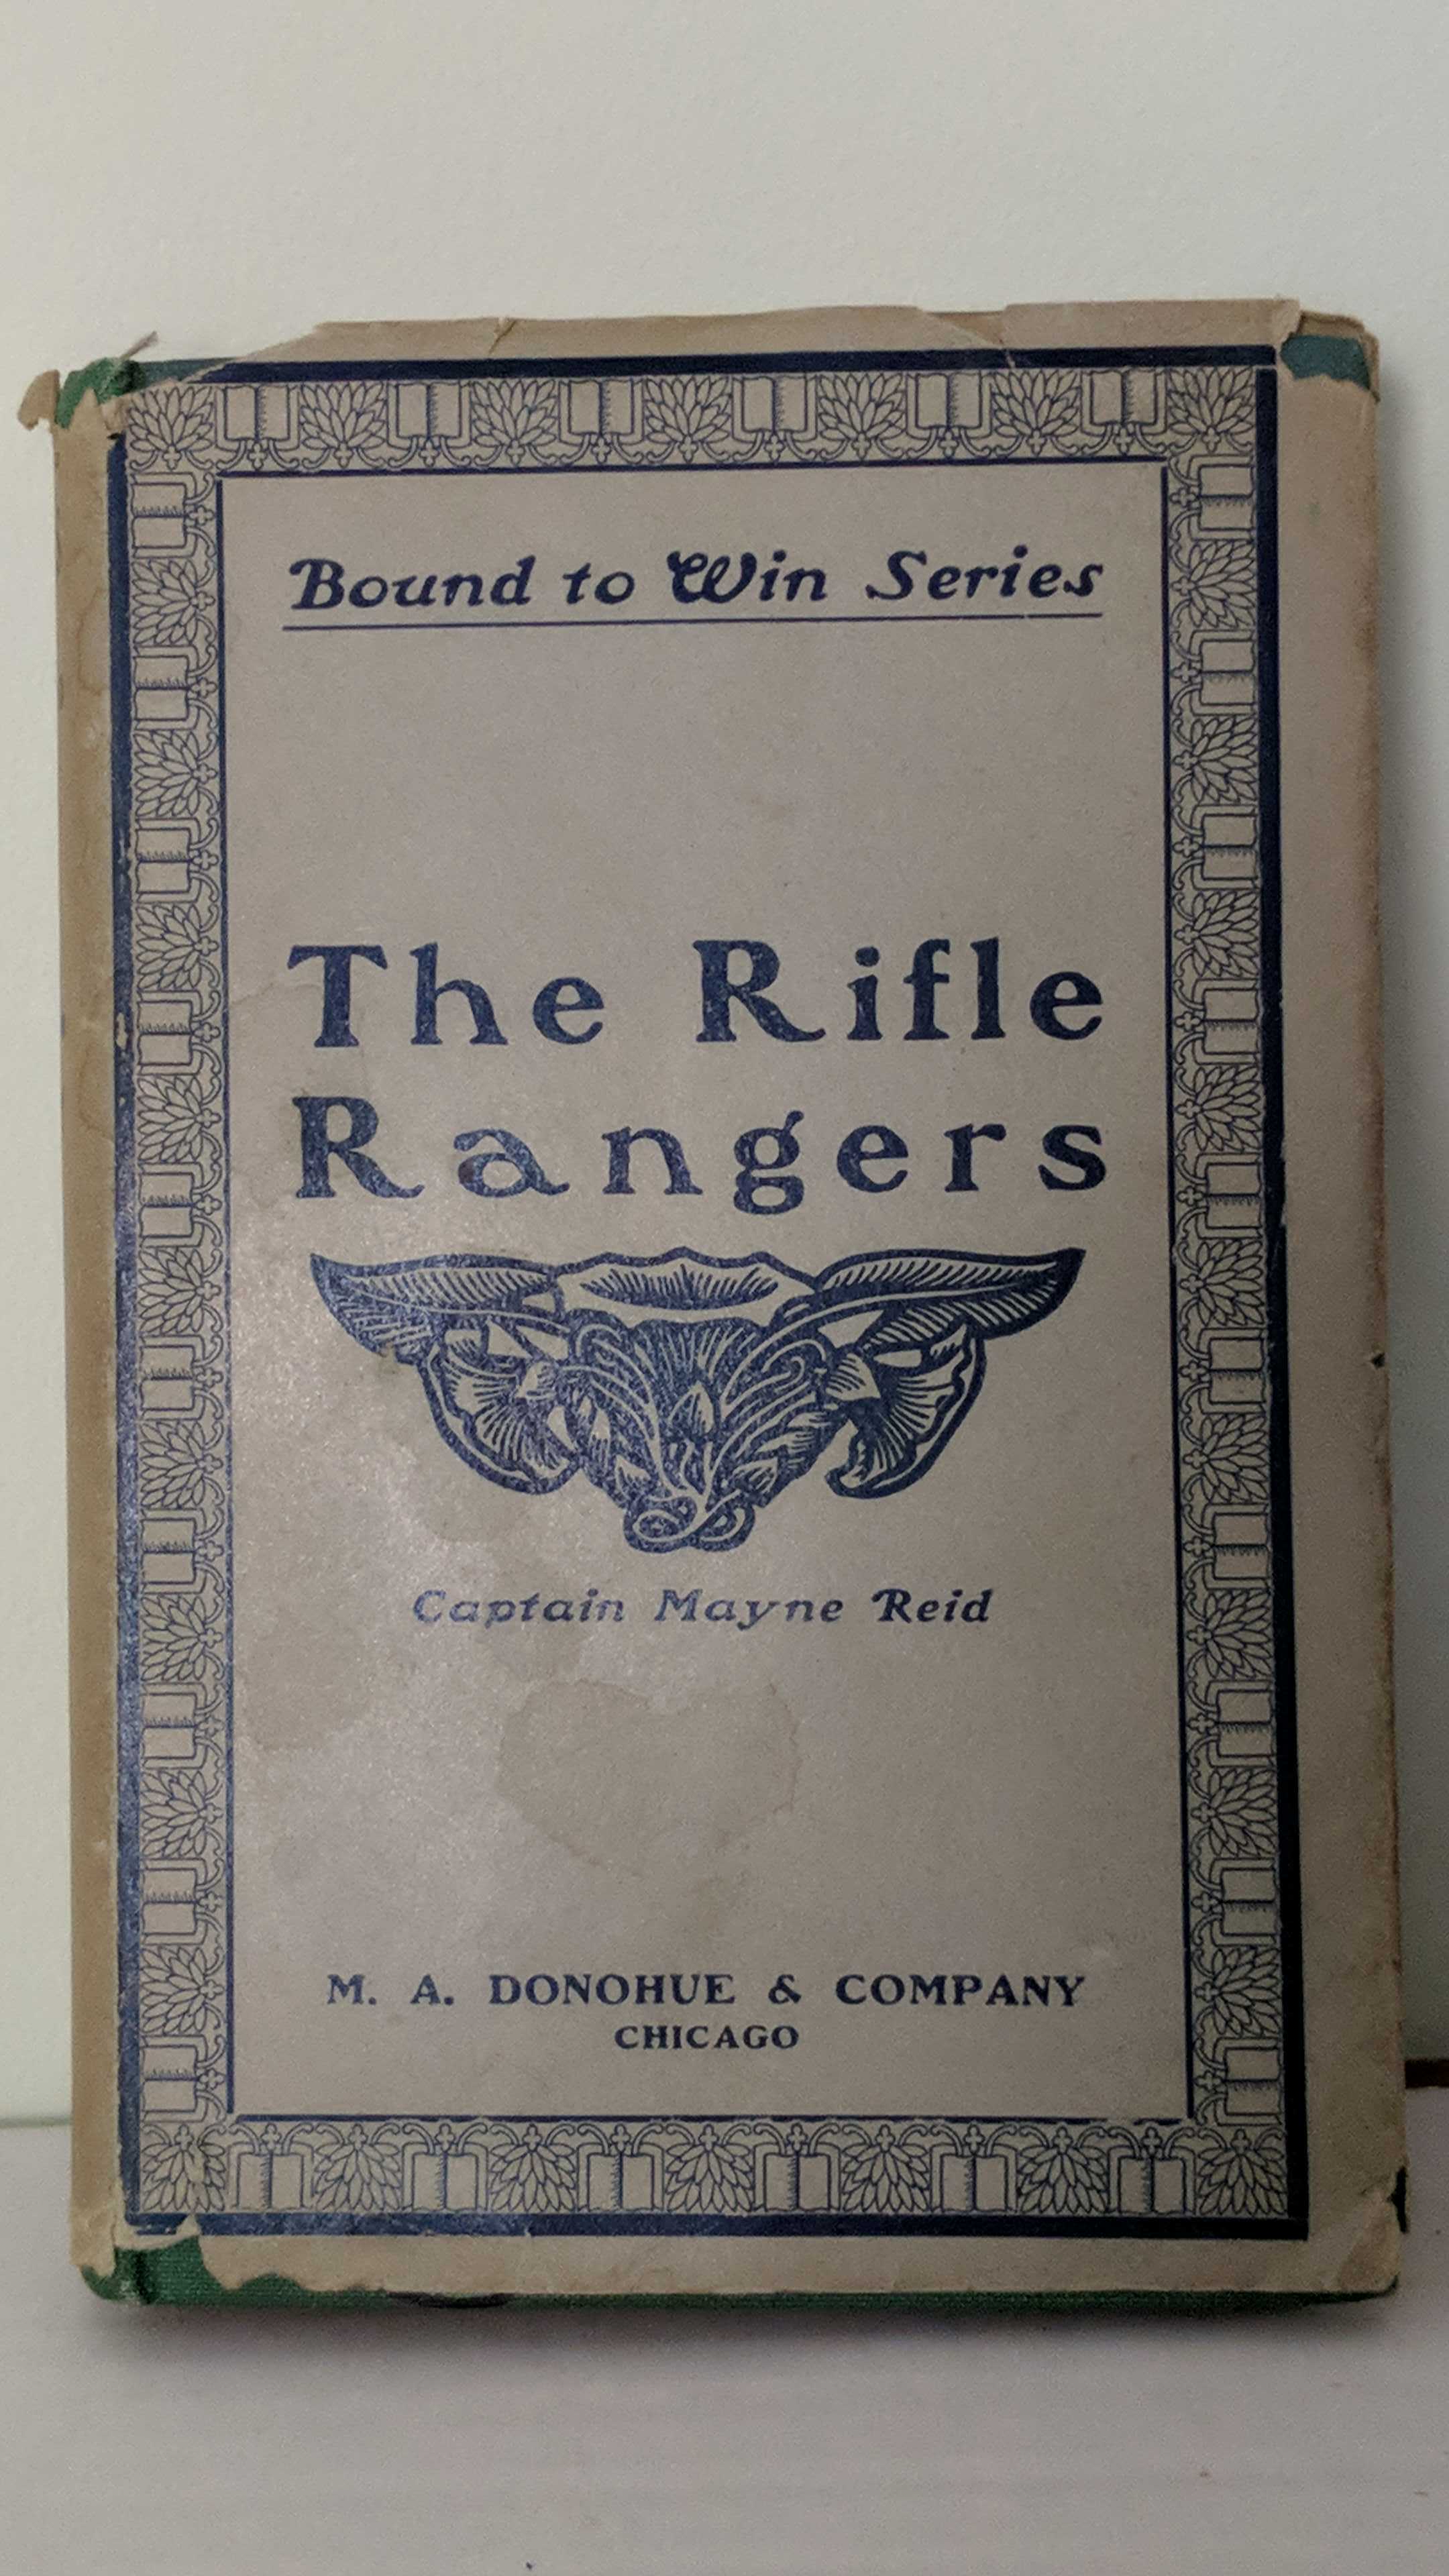 Bound to Win Series
The Rifle
Rangers
Captain Mayne Reid
M. A. DONOHUE & COMPANY
CHICAGO